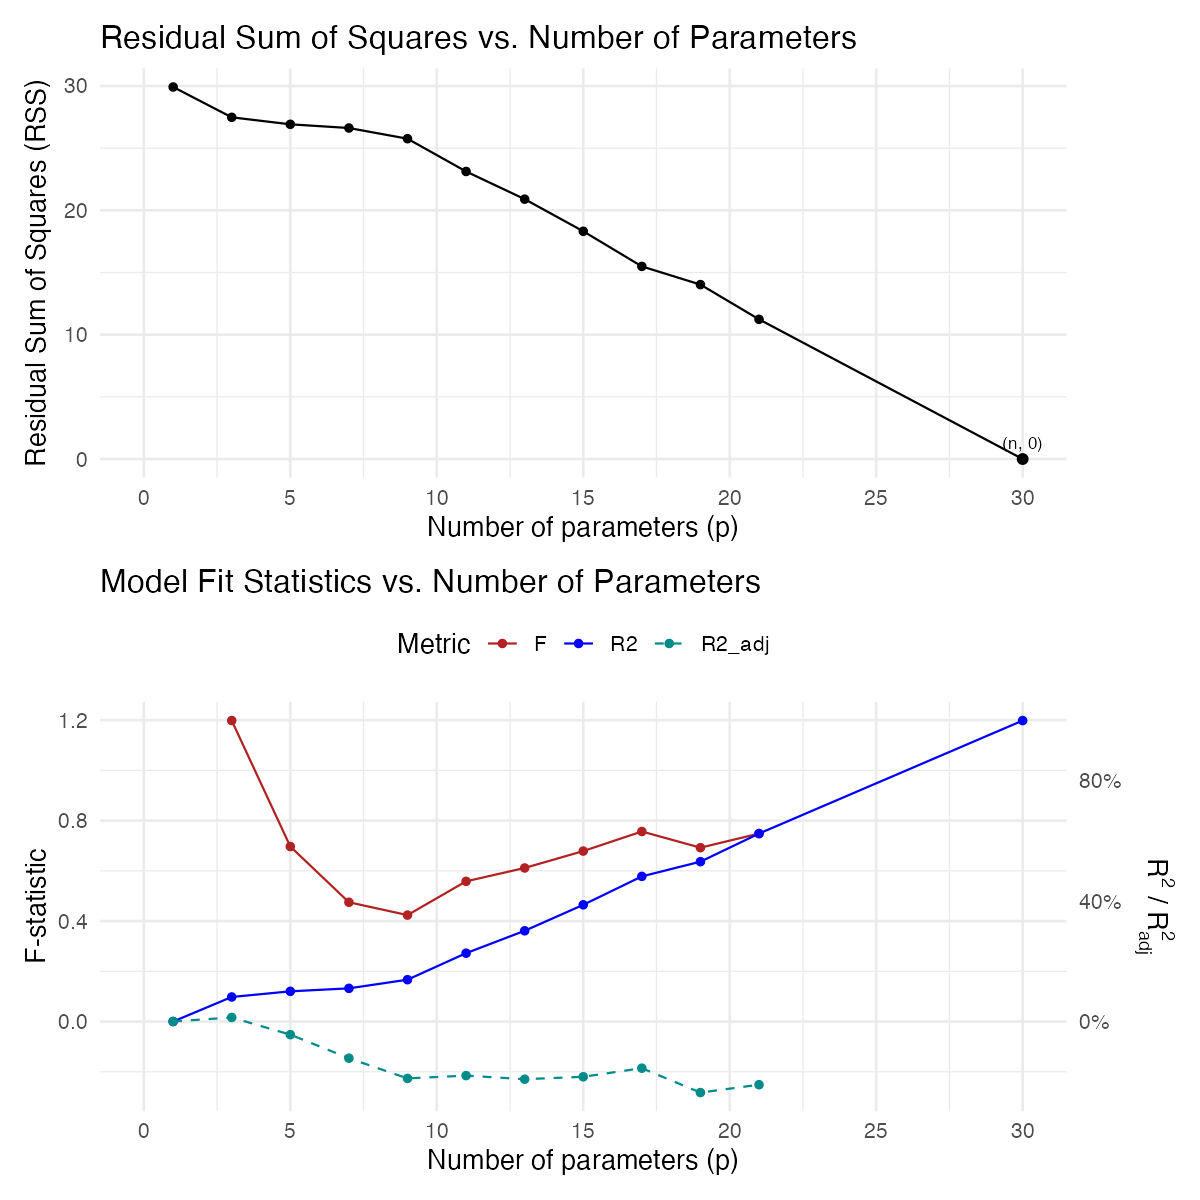 Residual Sum of Squares vs. Number of Parameters
Residual Sum of Squares (RSS)
30
20
10
0
(n, 0)
0 5 10 15 20 25 30
Number of parameters (p)
Model Fit Statistics vs. Number of Parameters
Metric F R2 R2_adj
F-statistic
1.2
0.8
0.4
0.0
80%
40%
0%
R² / R²adj
0 5 10 15 20 25 30
Number of parameters (p)